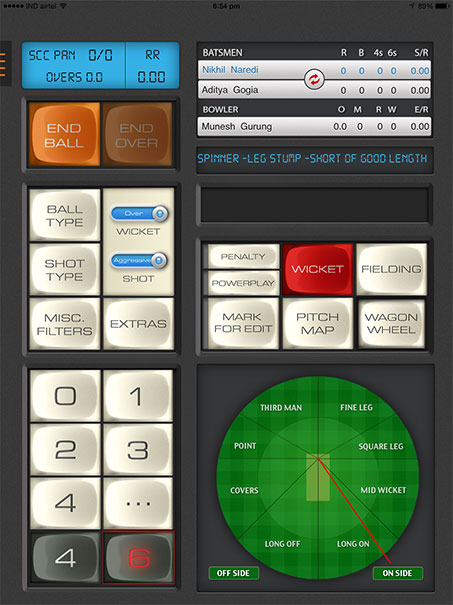 IND airtel 6:54 pm 89%
SCC PAN 0/0 RR
OVERS 0.0 0.00
END BALL
END OVER
BATSMEN R B 4s 6s S/R
Nikhil Naredi 0 0 0 0 0.00
Aditya Gogia 0 0 0 0 0.00
BOWLER O M R W E/R
Munesh Gurung 0.0 0 0 0 0.00
SPINNER -LEG STUMP -SHORT OF GOOD LENGTH
BALL TYPE
Over
WICKET
SHOT TYPE
Aggressive
SHOT
MISC. FILTERS
EXTRAS
PENALTY
POWERPLAY
WICKET
FIELDING
MARK FOR EDIT
PITCH MAP
WAGON WHEEL
0 1
2 3
4 ...
4 6
THIRD MAN FINE LEG
POINT SQUARE LEG
COVERS MID WICKET
LONG OFF LONG ON
OFF SIDE ON SIDE